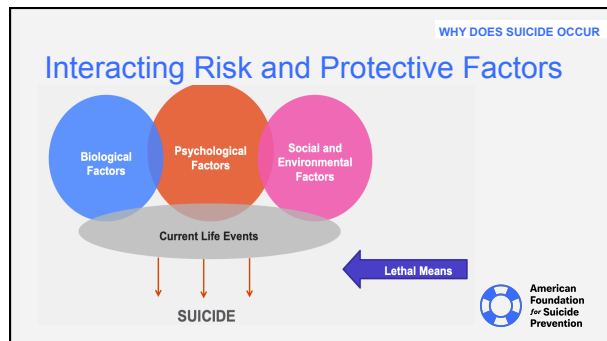 WHY DOES SUICIDE OCCUR
Interacting Risk and Protective Factors
Biological
Factors
Psychological
Factors
Social and
Environmental
Factors
Current Life Events
Lethal Means
SUICIDE
American
Foundation
for Suicide
Prevention